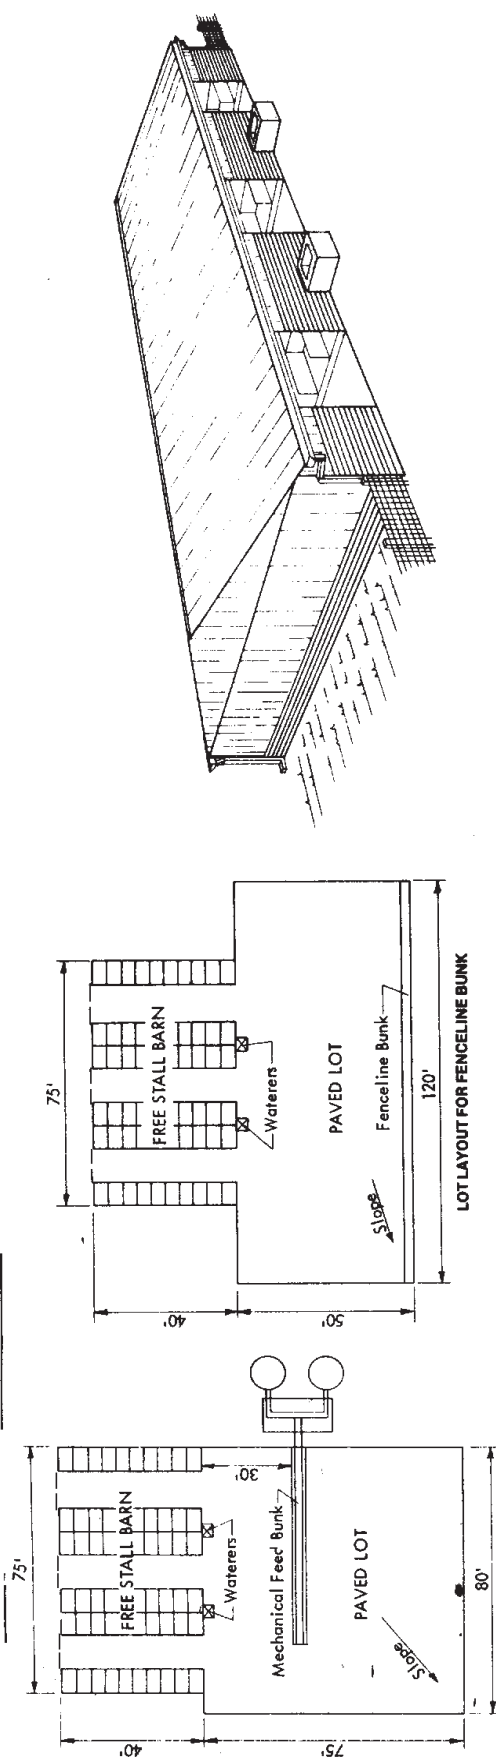 75'
FREE STALL BARN
Waterers
40'
30'
Mechanical Feed Bunk
PAVED LOT
Slope
75'
80'
75'
FREE STALL BARN
Waterers
40'
PAVED LOT
Fenceline Bunk
Slope
50'
120'
LOT LAYOUT FOR FENCELINE BUNK